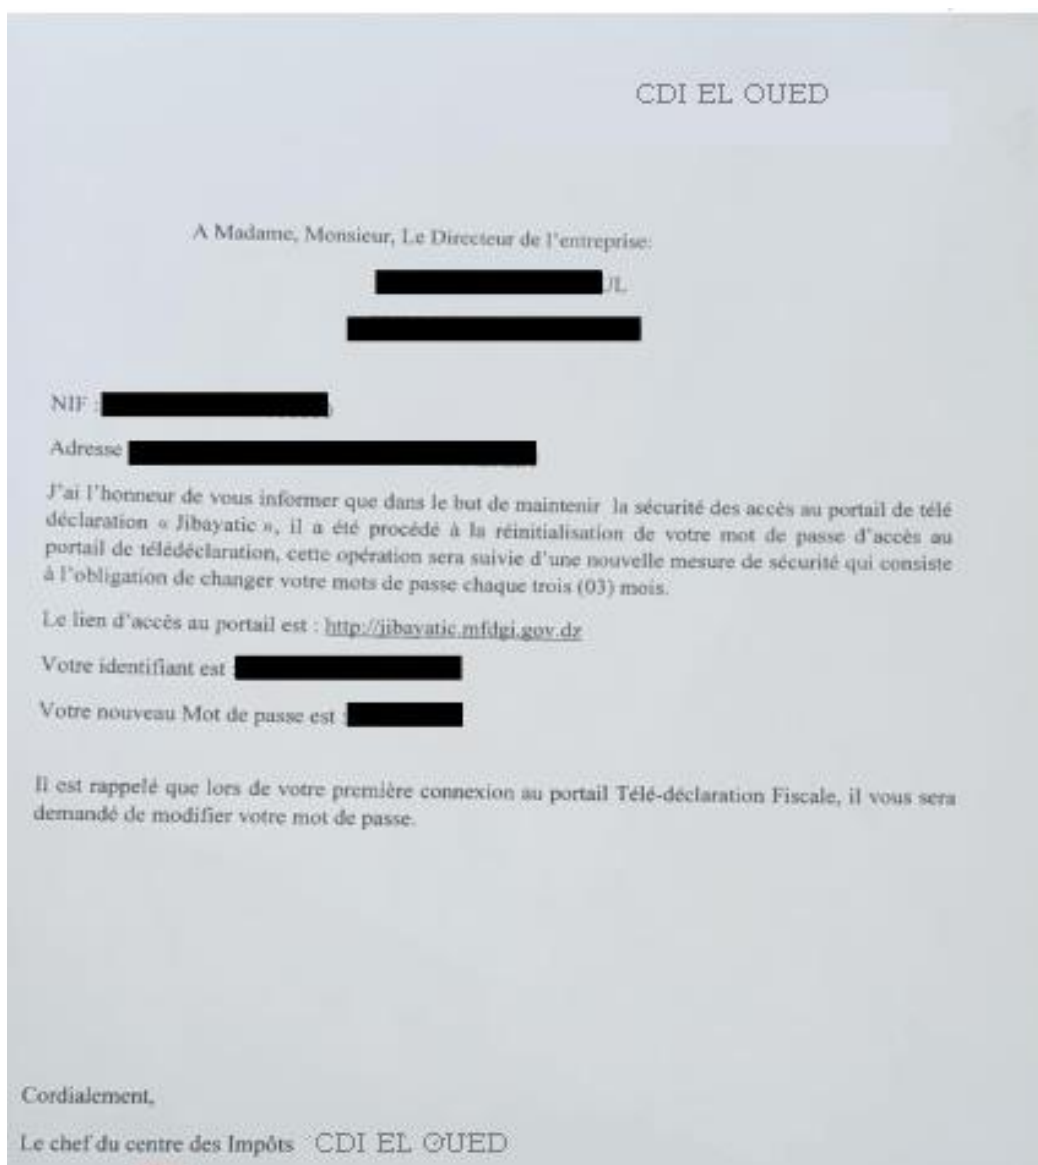 CDI EL OUED
A Madame, Monsieur, Le Directeur de l'entreprise:
NIF :
Adresse
J'ai l'honneur de vous informer que dans le but de maintenir la sécurité des accès au portail de télé
déclaration « Jibayatic », il a été procédé à la réinitialisation de votre mot de passe d'accès au
portail de télédéclaration, cette opération sera suivie d'une nouvelle mesure de sécurité qui consiste
à l'obligation de changer votre mots de passe chaque trois (03) mois.
Le lien d'accès au portail est : http://jibayatic.mfdgi.gov.dz
Votre identifiant est
Votre nouveau Mot de passe est :
Il est rappelé que lors de votre première connexion au portail Télé-déclaration Fiscale, il vous sera
demandé de modifier votre mot de passe.
Cordialement,
Le chef du centre des Impôts CDI EL OUED